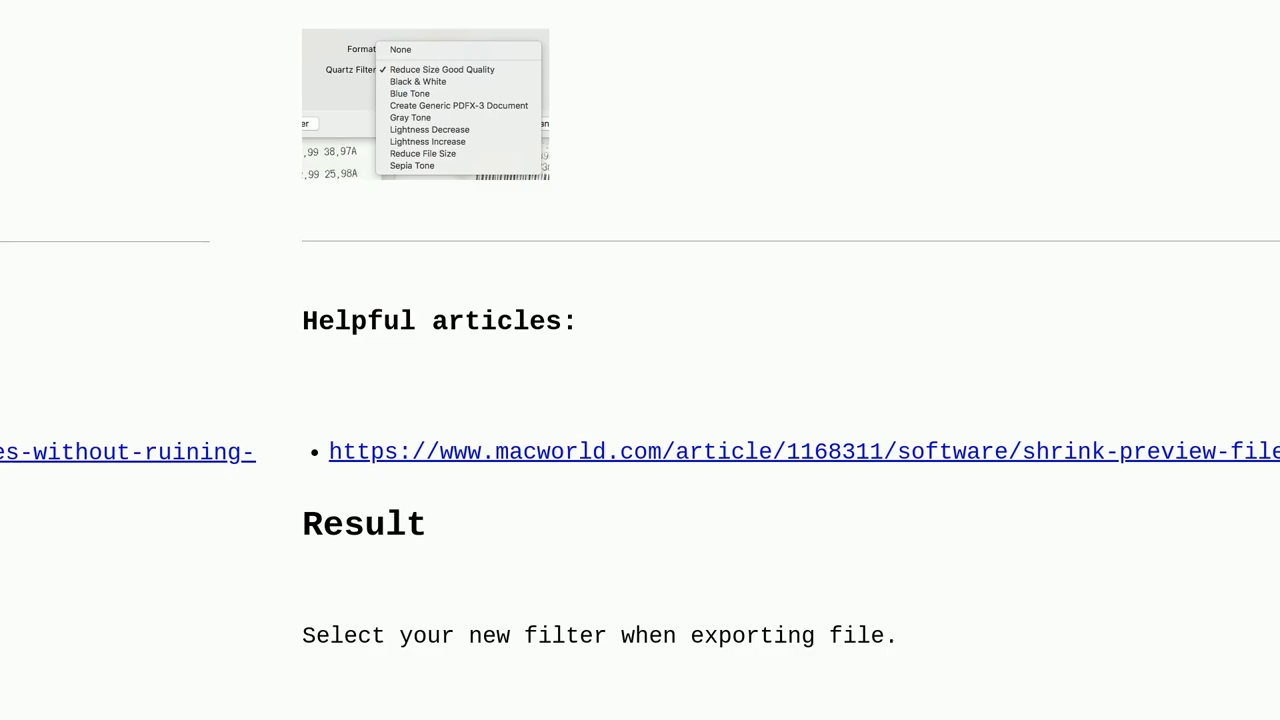 Format
None
Quartz Filter ✓ Reduce Size Good Quality
Black & White
Blue Tone
Create Generic PDFX-3 Document
Gray Tone
er
Lightness Decrease
Lightness Increase
,99 38,97A
Reduce File Size
Sepia Tone
,99 25,98A
Helpful articles:
es-without-ruining-
• https://www.macworld.com/article/1168311/software/shrink-preview-file
Result
Select your new filter when exporting file.